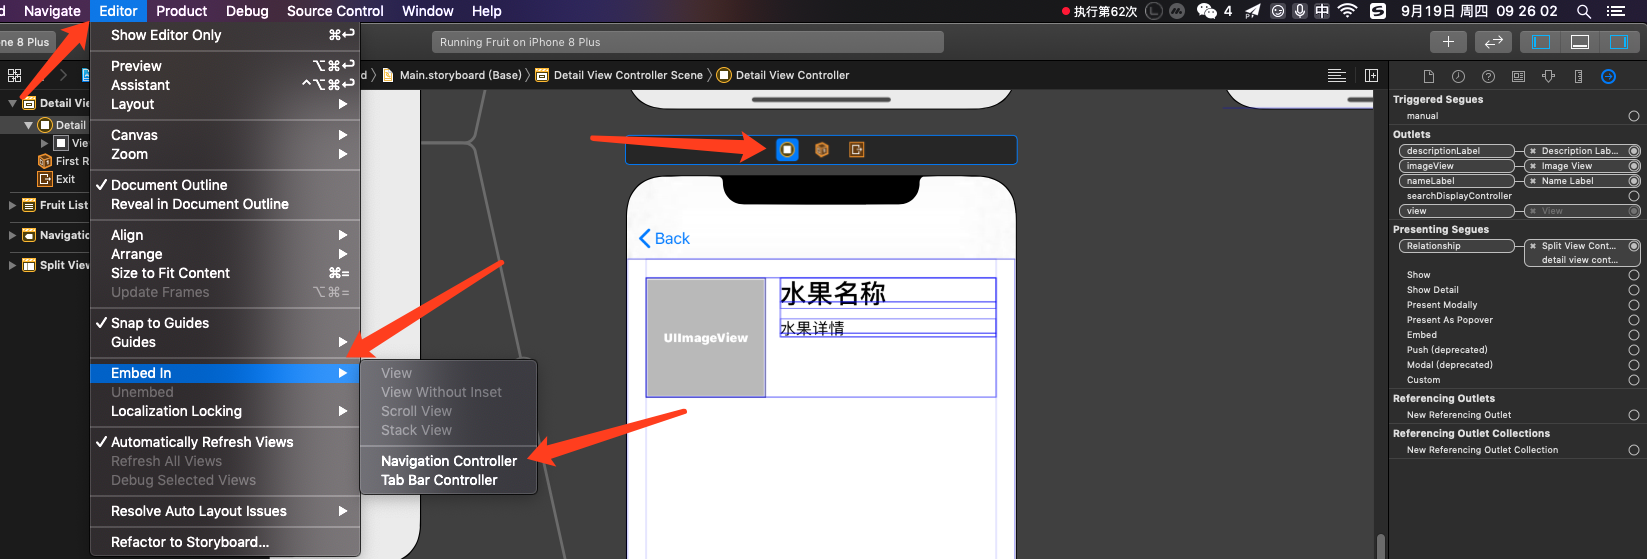 d Navigate Editor Product Debug Source Control Window Help 执行第62次 4 中 S 9月19日 周四 09 26 02
ne 8 Plus Running Fruit on iPhone 8 Plus
d Main.storyboard (Base) Detail View Controller Scene Detail View Controller
Show Editor Only ⌘↩
Preview ⌥⌘↩
Assistant ^⌥⌘↩
Layout
Canvas
Zoom
✓ Document Outline
Reveal in Document Outline
Align
Arrange
Size to Fit Content ⌘=
Update Frames ⌥⌘=
✓ Snap to Guides
Guides
Embed In
Unembed
Localization Locking
✓ Automatically Refresh Views
Refresh All Views
Debug Selected Views
Resolve Auto Layout Issues
Refactor to Storyboard...
View
View Without Inset
Scroll View
Stack View
Navigation Controller
Tab Bar Controller
Detail Vie
Detail
Vie
First R
Exit
Fruit List
Navigatio
Split View
Back
UIImageView
水果名称
水果详情
Triggered Segues
manual
Outlets
descriptionLabel Description Lab...
imageView Image View
nameLabel Name Label
searchDisplayController
view View
Presenting Segues
Relationship Split View Cont...
detail view cont...
Show
Show Detail
Present Modally
Present As Popover
Embed
Push (deprecated)
Modal (deprecated)
Custom
Referencing Outlets
New Referencing Outlet
Referencing Outlet Collections
New Referencing Outlet Collection